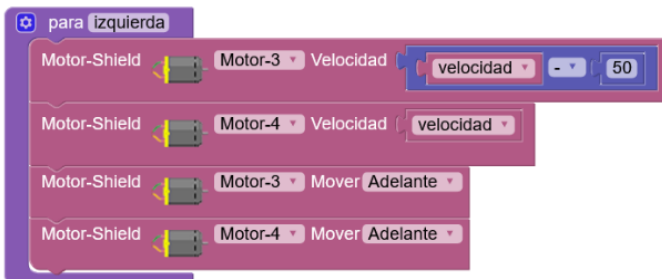 para izquierda
Motor-Shield Motor-3 Velocidad velocidad - 50
Motor-Shield Motor-4 Velocidad velocidad
Motor-Shield Motor-3 Mover Adelante
Motor-Shield Motor-4 Mover Adelante